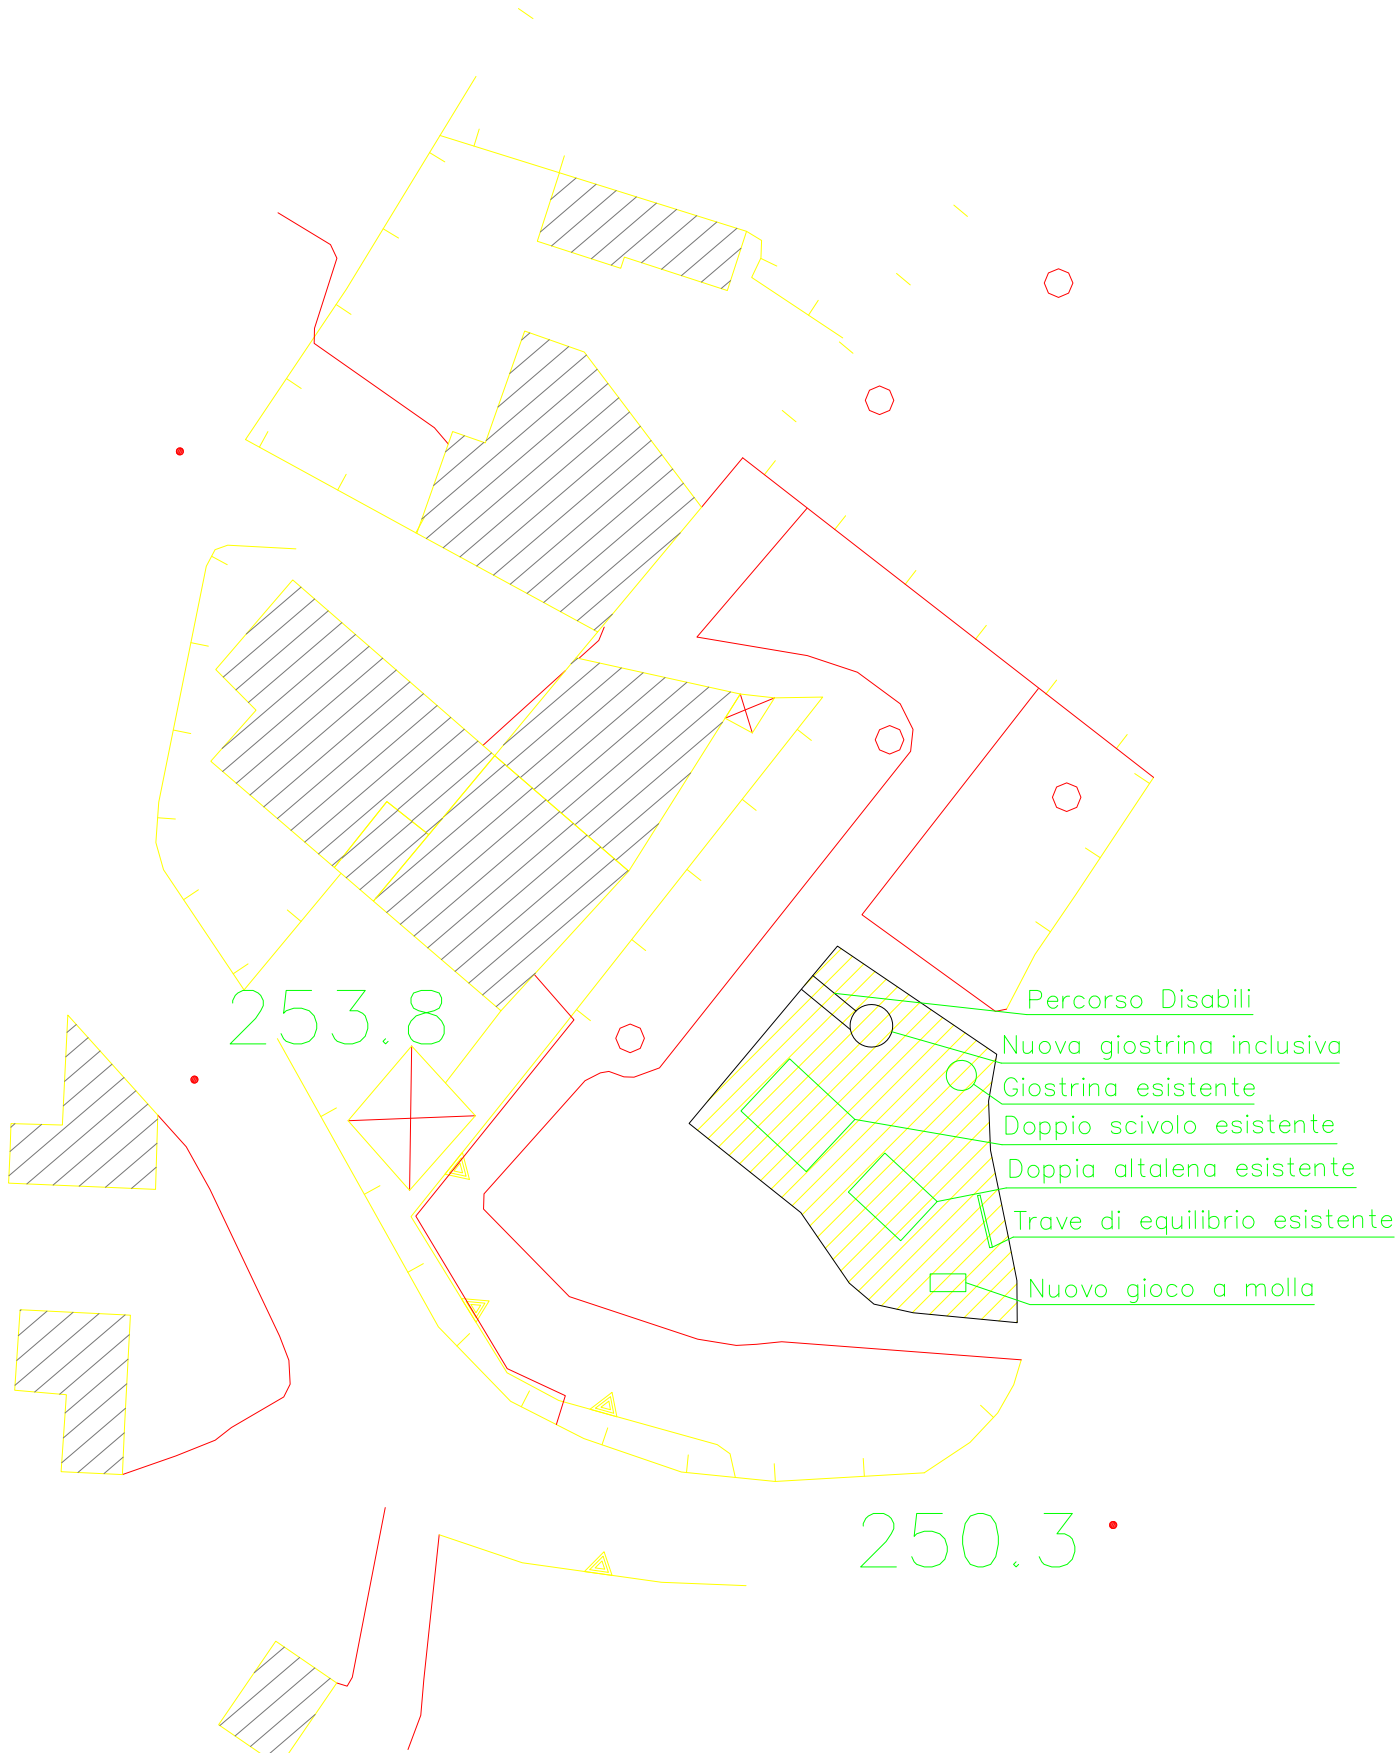 253.8
Percorso Disabili
Nuova giostrina inclusiva
Giostrina esistente
Doppio scivolo esistente
Doppia altalena esistente
Trave di equilibrio esistente
Nuovo gioco a molla
250.3